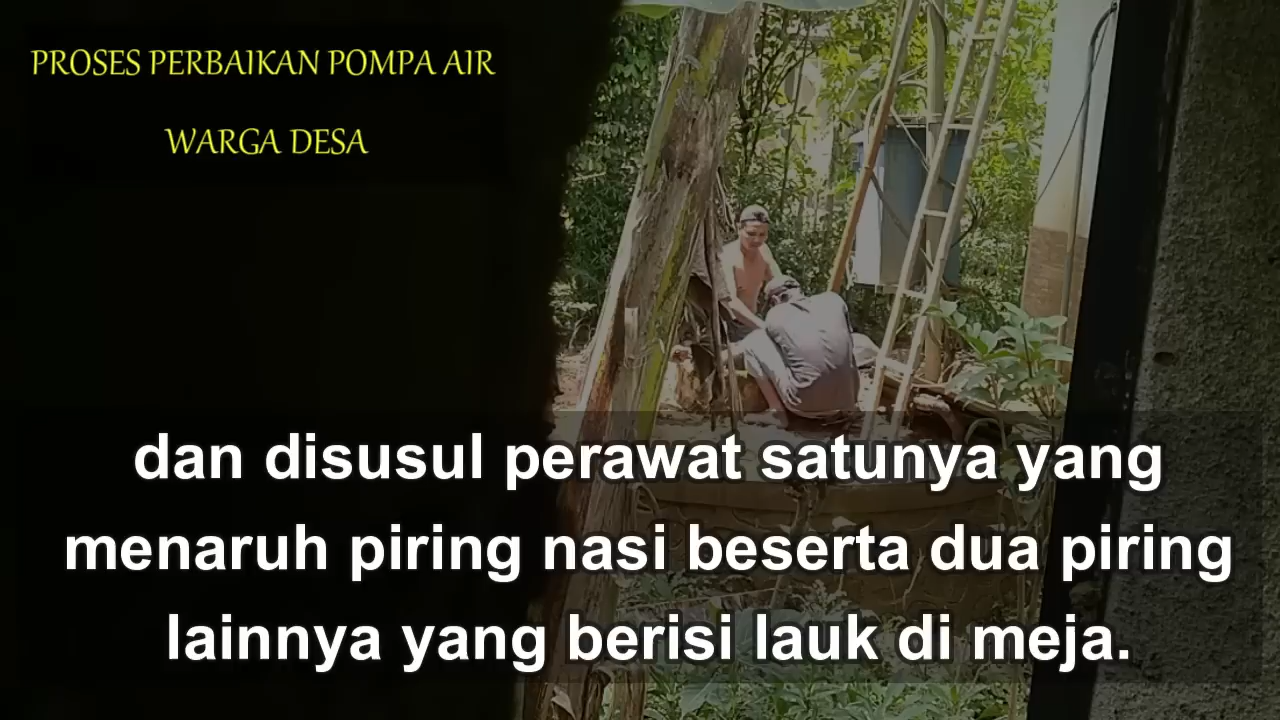 PROSES PERBAIKAN POMPA AIR
WARGA DESA
dan disusul perawat satunya yang
menaruh piring nasi beserta dua piring
lainnya yang berisi lauk di meja.